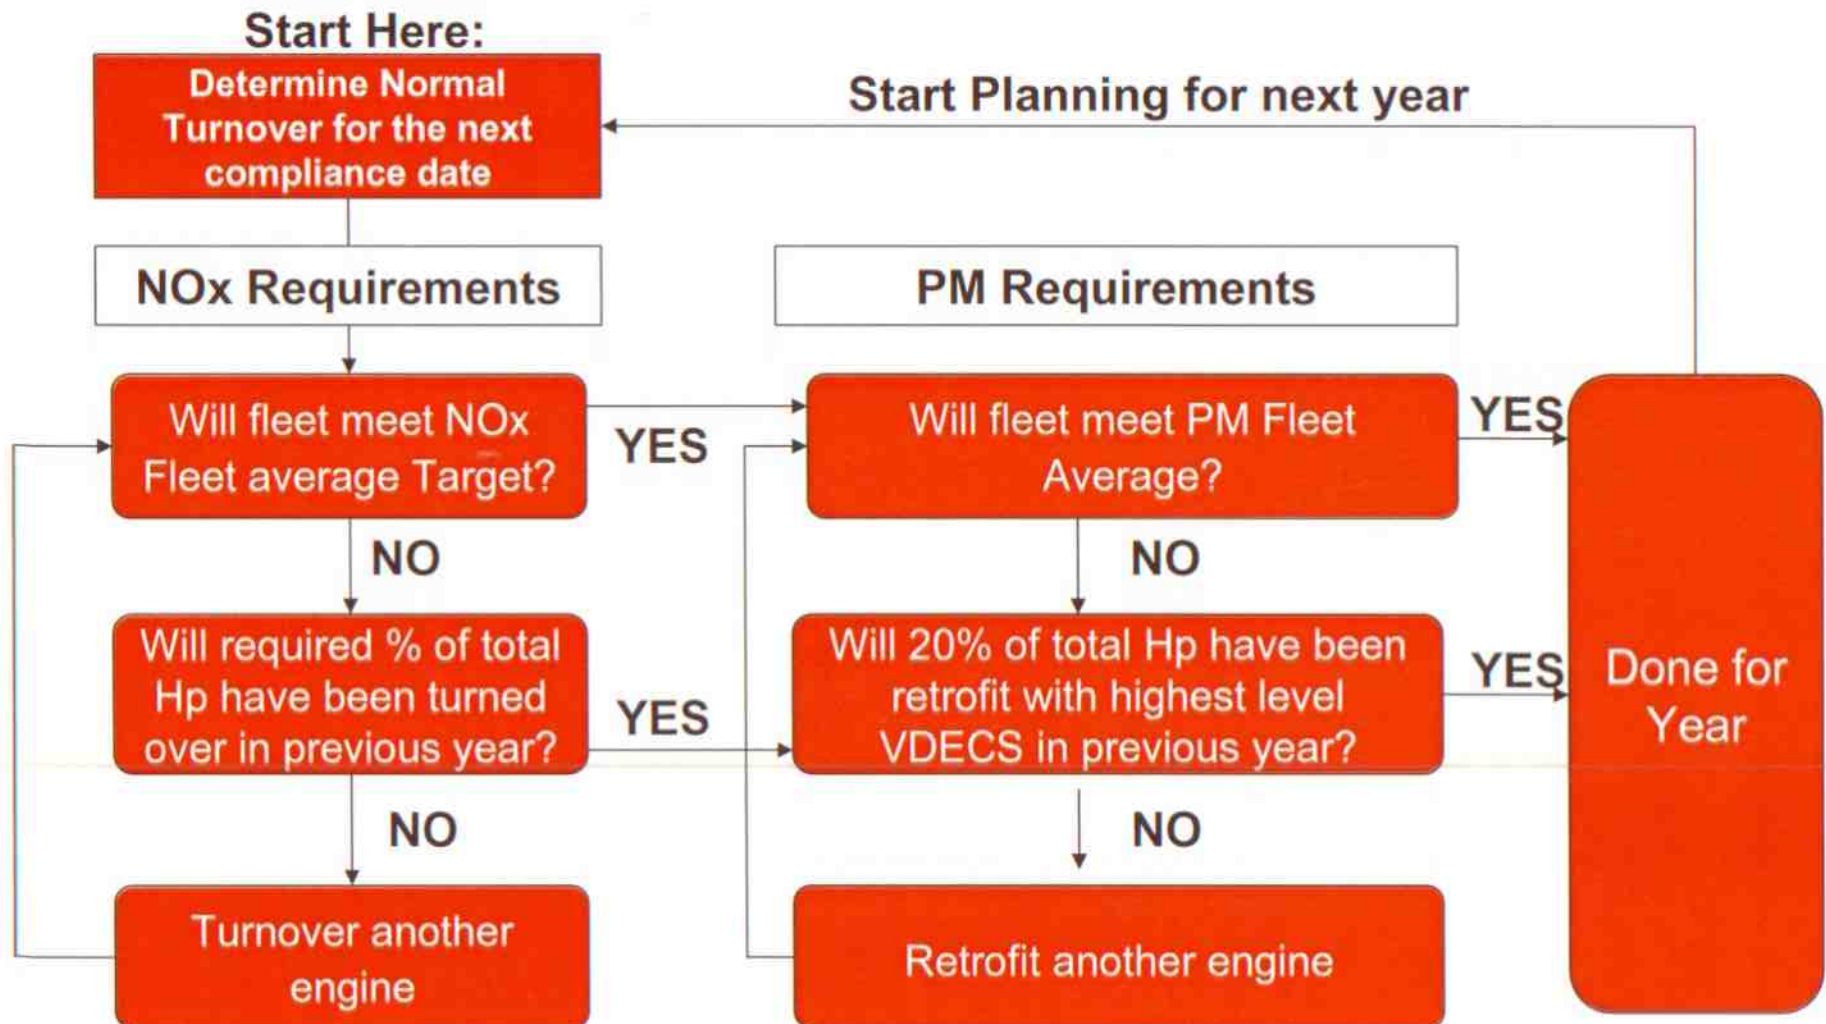 Start Here:
Determine Normal
Turnover for the next
compliance date
Start Planning for next year
NOx Requirements
PM Requirements
Will fleet meet NOx
Fleet average Target?
YES
Will fleet meet PM Fleet
Average?
YES
NO
NO
Will required % of total
Hp have been turned
over in previous year?
YES
Will 20% of total Hp have been
retrofit with highest level
VDECS in previous year?
YES
Done for
Year
NO
NO
Turnover another
engine
Retrofit another engine